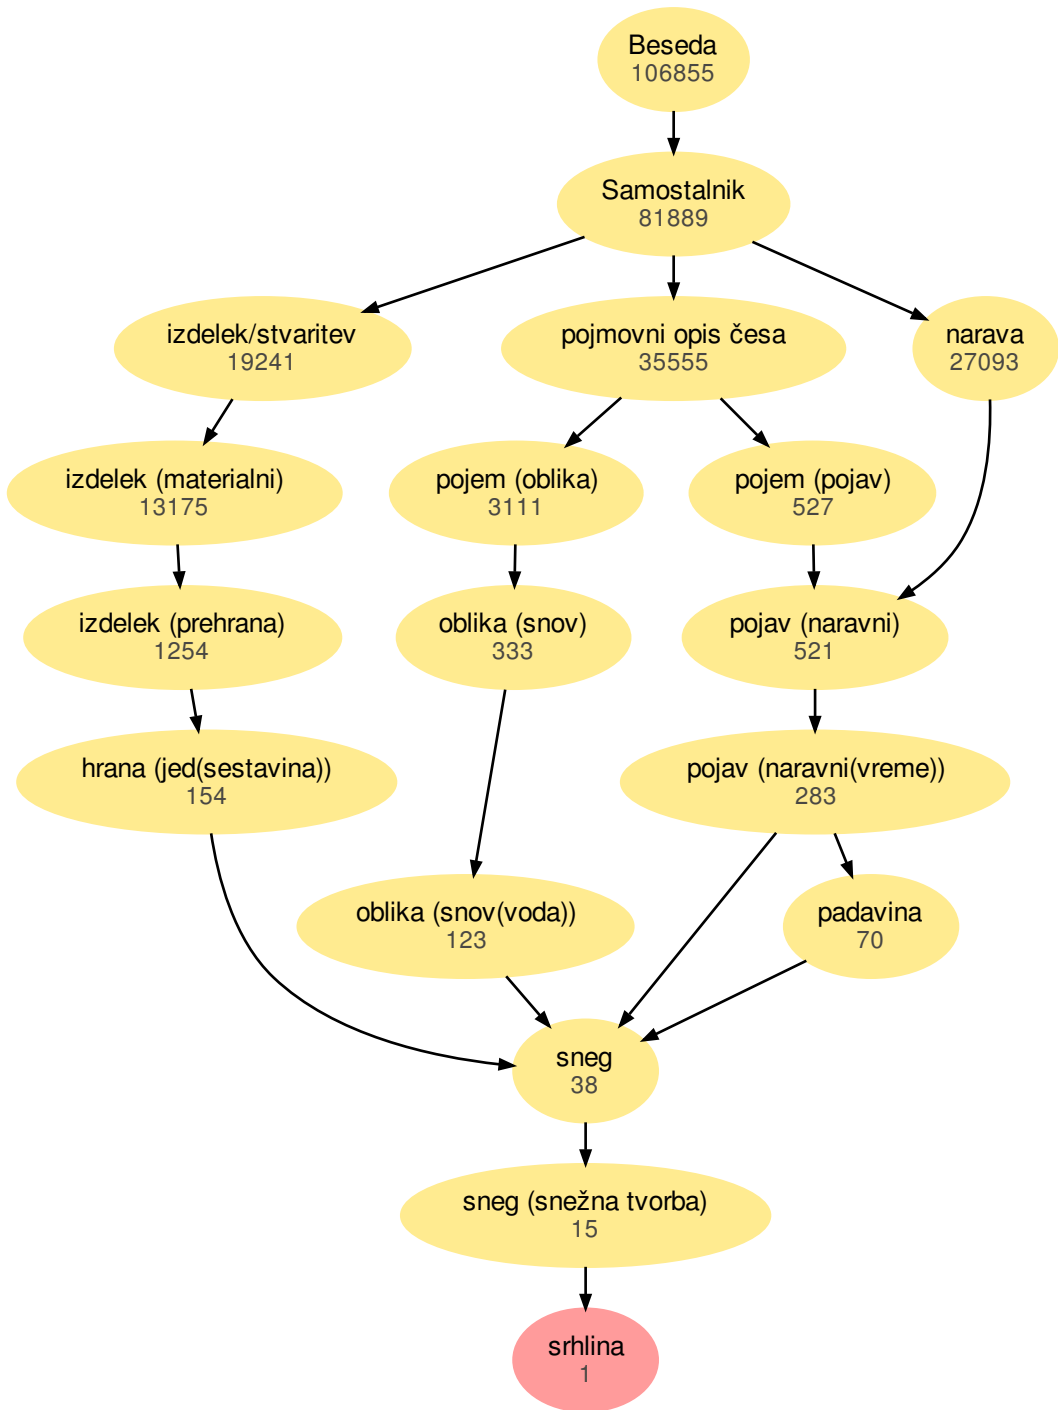 Beseda
106855
Samostalnik
81889
izdelek/stvaritev
19241
pojmovni opis česa
35555
narava
27093
izdelek (materialni)
13175
pojem (oblika)
3111
pojem (pojav)
527
izdelek (prehrana)
1254
oblika (snov)
333
pojav (naravni)
521
hrana (jed(sestavina))
154
pojav (naravni(vreme))
283
oblika (snov(voda))
123
padavina
70
sneg
38
sneg (snežna tvorba)
15
srhlina
1